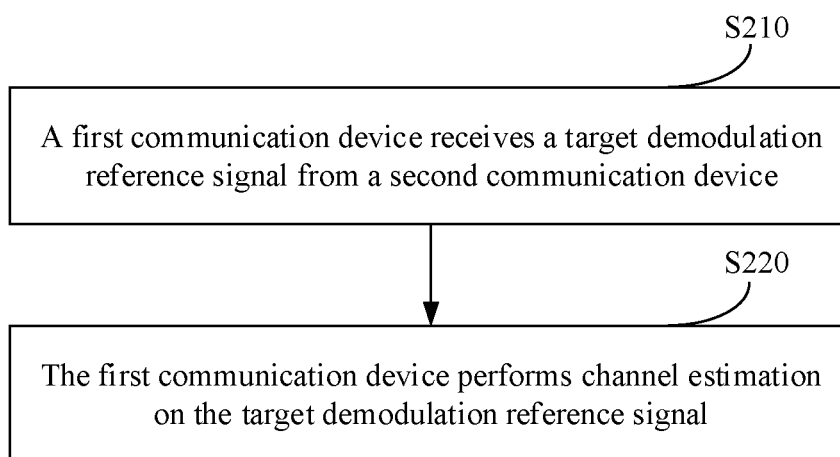 S210
A first communication device receives a target demodulation
reference signal from a second communication device
S220
The first communication device performs channel estimation
on the target demodulation reference signal